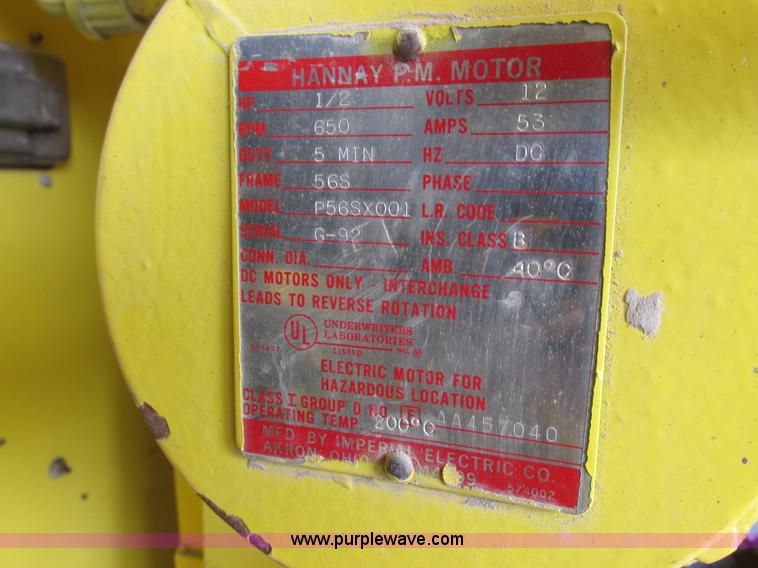 HANNAY P.M. MOTOR
HP 1/2 VOLTS 12
RPM 650 AMPS 53
DUTY 5 MIN HZ DC
FRAME 56S PHASE
MODEL P56SX001 L.R. CODE
SERIAL G-92 INS. CLASS B
CONN. DIA. AMB. 40°C
DC MOTORS ONLY - INTERCHANGE
LEADS TO REVERSE ROTATION
UL UNDERWRITERS
LABORATORIES
INC. ®
LISTED
ELECTRIC MOTOR FOR
HAZARDOUS LOCATION
CLASS I GROUP D NO. E AA457040
OPERATING TEMP. 200°C
MFD. BY IMPERIAL ELECTRIC CO.
AKRON, OHIO
574002
www.purplewave.com